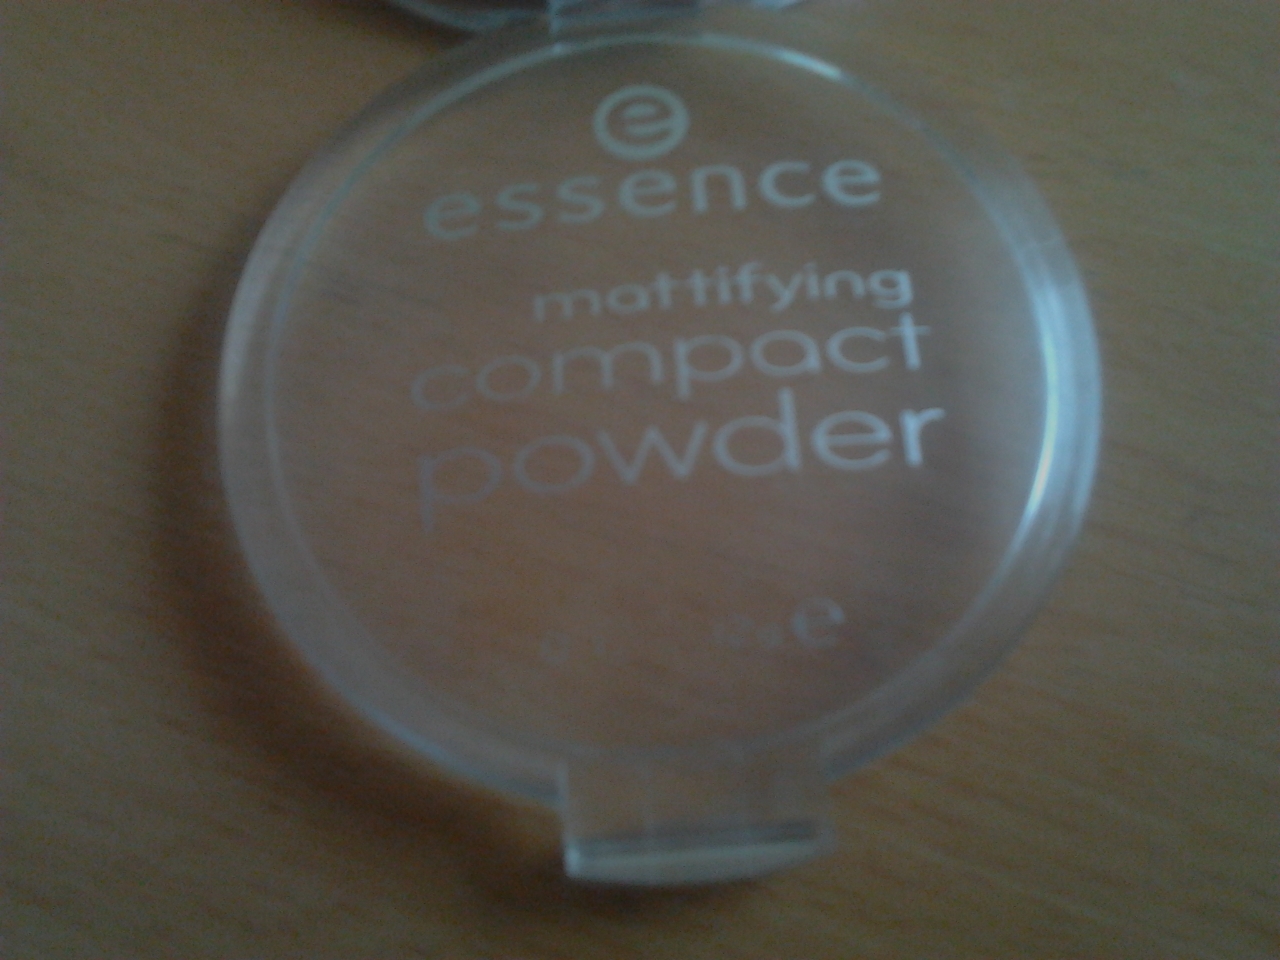 e
essence
mattifying
compact
powder